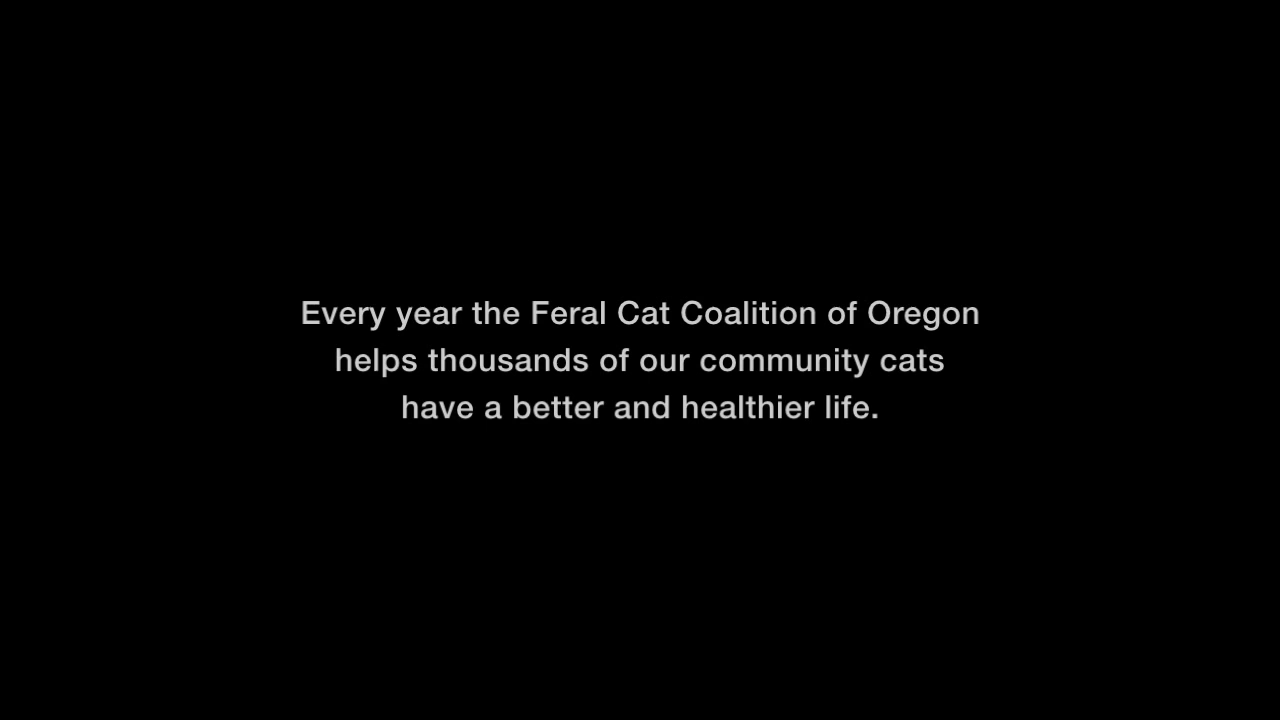 Every year the Feral Cat Coalition of Oregon
helps thousands of our community cats
have a better and healthier life.